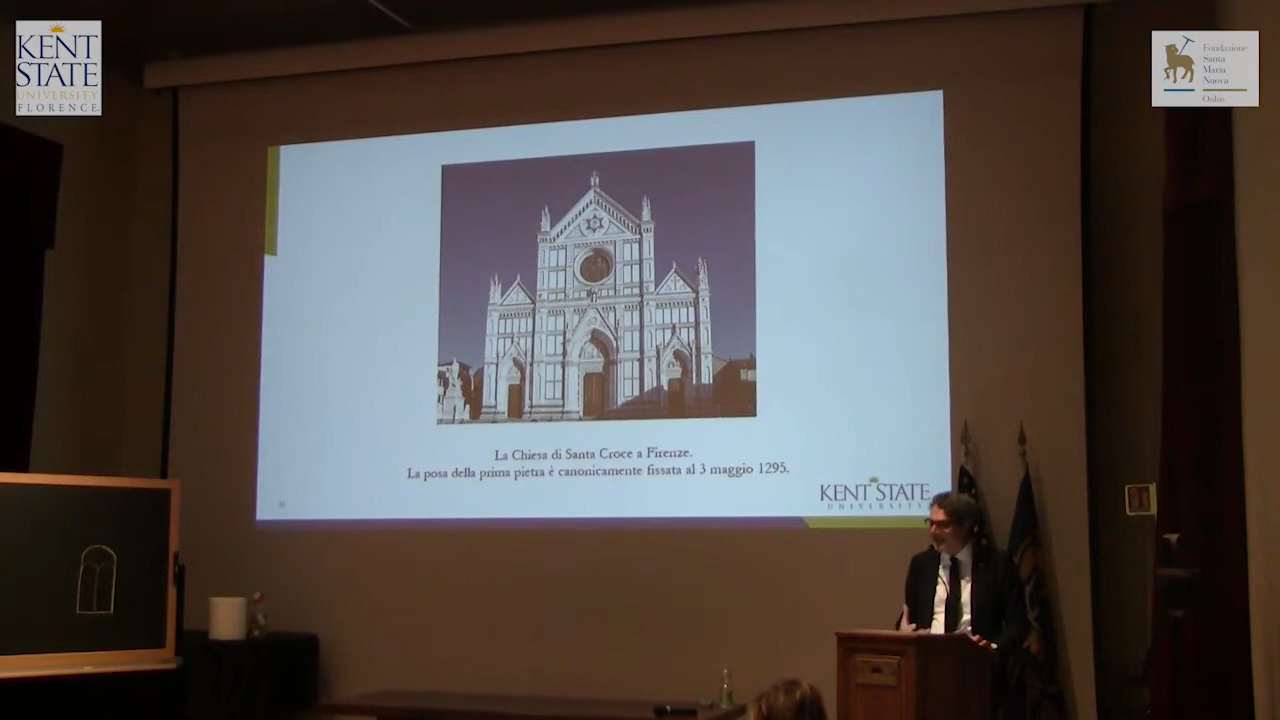 KENT
STATE
UNIVERSITY
FLORENCE
Fondazione
Santa
Maria
Nuova
Onlus
La Chiesa di Santa Croce a Firenze.
La posa della prima pietra è canonicamente fissata al 3 maggio 1295.
KENT STATE
UNIVERSITY